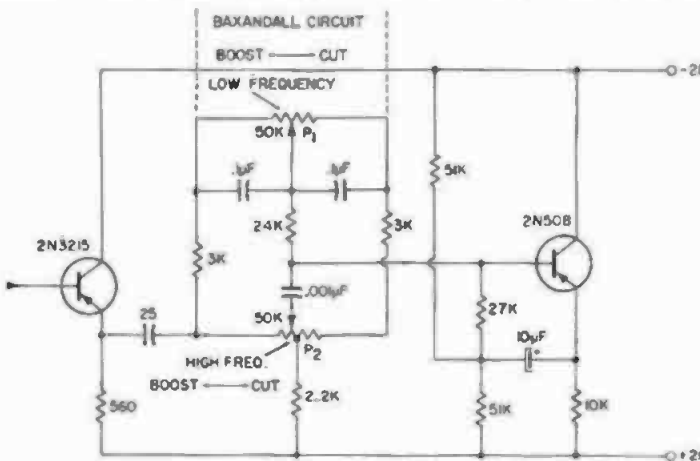 BAXANDALL CIRCUIT
BOOST CUT
LOW FREQUENCY
50K P1
.1µF .1µF
51K
24K 3K
2N3215 2N508
3K
.001µF
27K
25 50K
P2
10µF +
HIGH FREQ.
BOOST CUT
560 2.2K 51K 10K